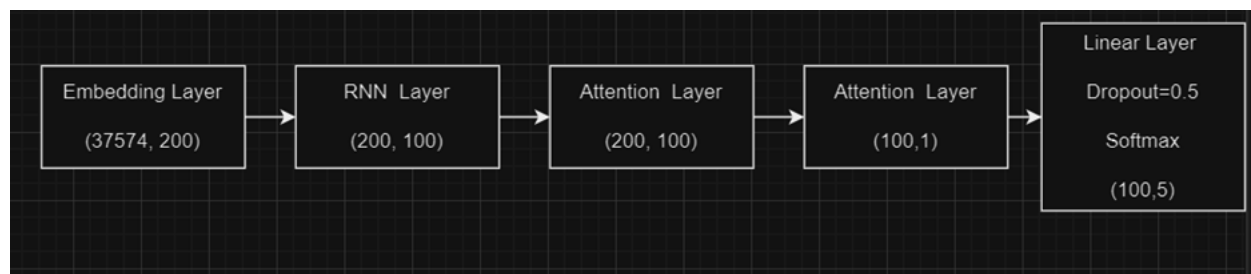 Embedding Layer
(37574, 200)
RNN Layer
(200, 100)
Attention Layer
(200, 100)
Attention Layer
(100,1)
Linear Layer
Dropout=0.5
Softmax
(100,5)